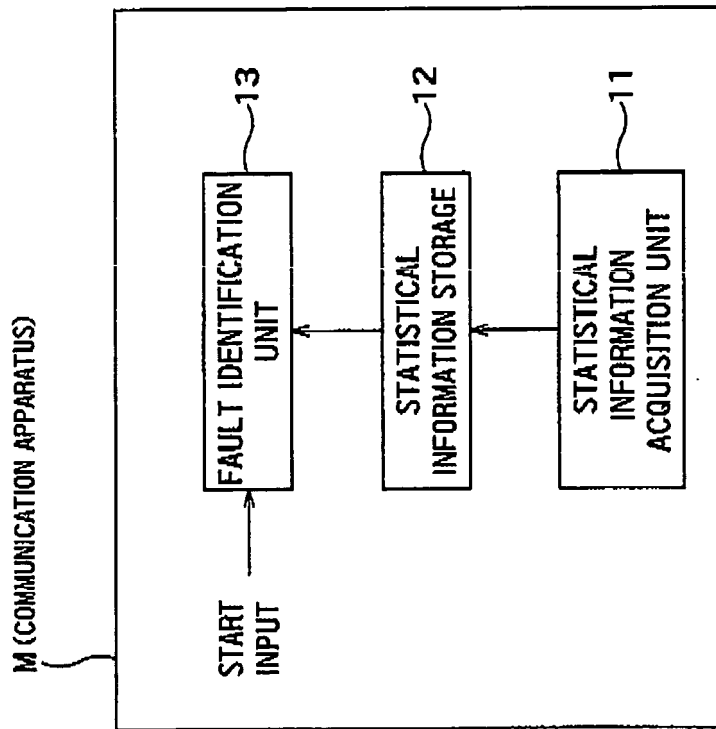 M (COMMUNICATION APPARATUS)
START
INPUT
FAULT IDENTIFICATION
UNIT
13
STATISTICAL
INFORMATION STORAGE
12
STATISTICAL
INFORMATION
ACQUISITION UNIT
11